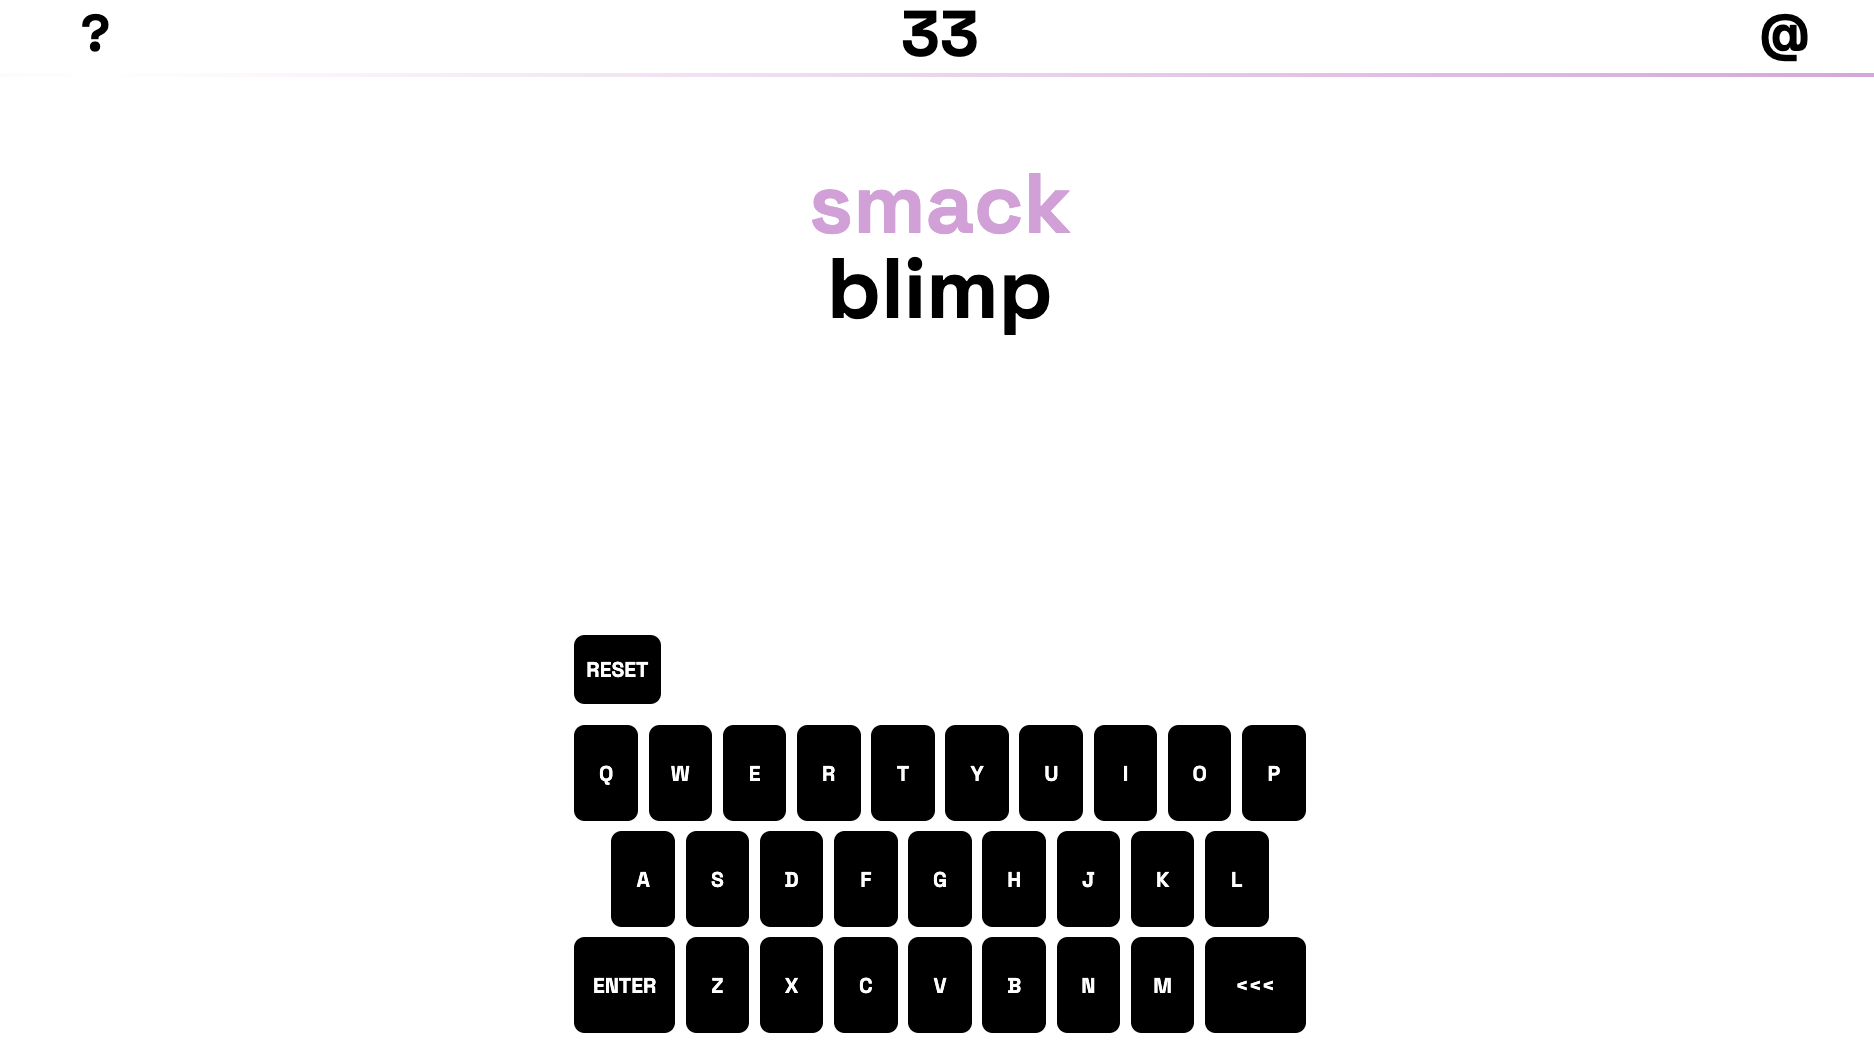 ? 33 @
smack
blimp
RESET
Q W E R T Y U I O P
A S D F G H J K L
ENTER Z X C V B N M <<<